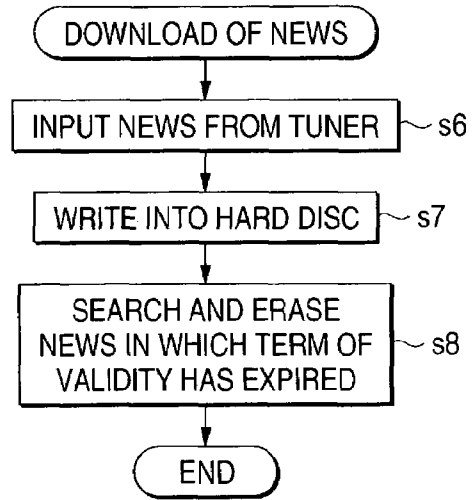 DOWNLOAD OF NEWS
INPUT NEWS FROM TUNER
s6
WRITE INTO HARD DISC
s7
SEARCH AND ERASE
NEWS IN WHICH TERM OF
VALIDITY HAS EXPIRED
s8
END